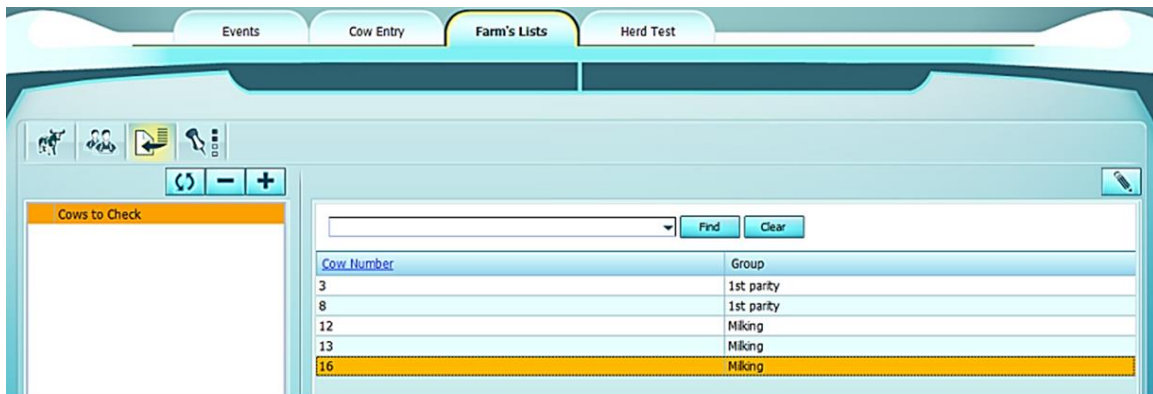 Events Cow Entry Farm's Lists Herd Test
Cows to Check
Find Clear
Cow Number Group
3 1st parity
8 1st parity
12 Milking
13 Milking
16 Milking